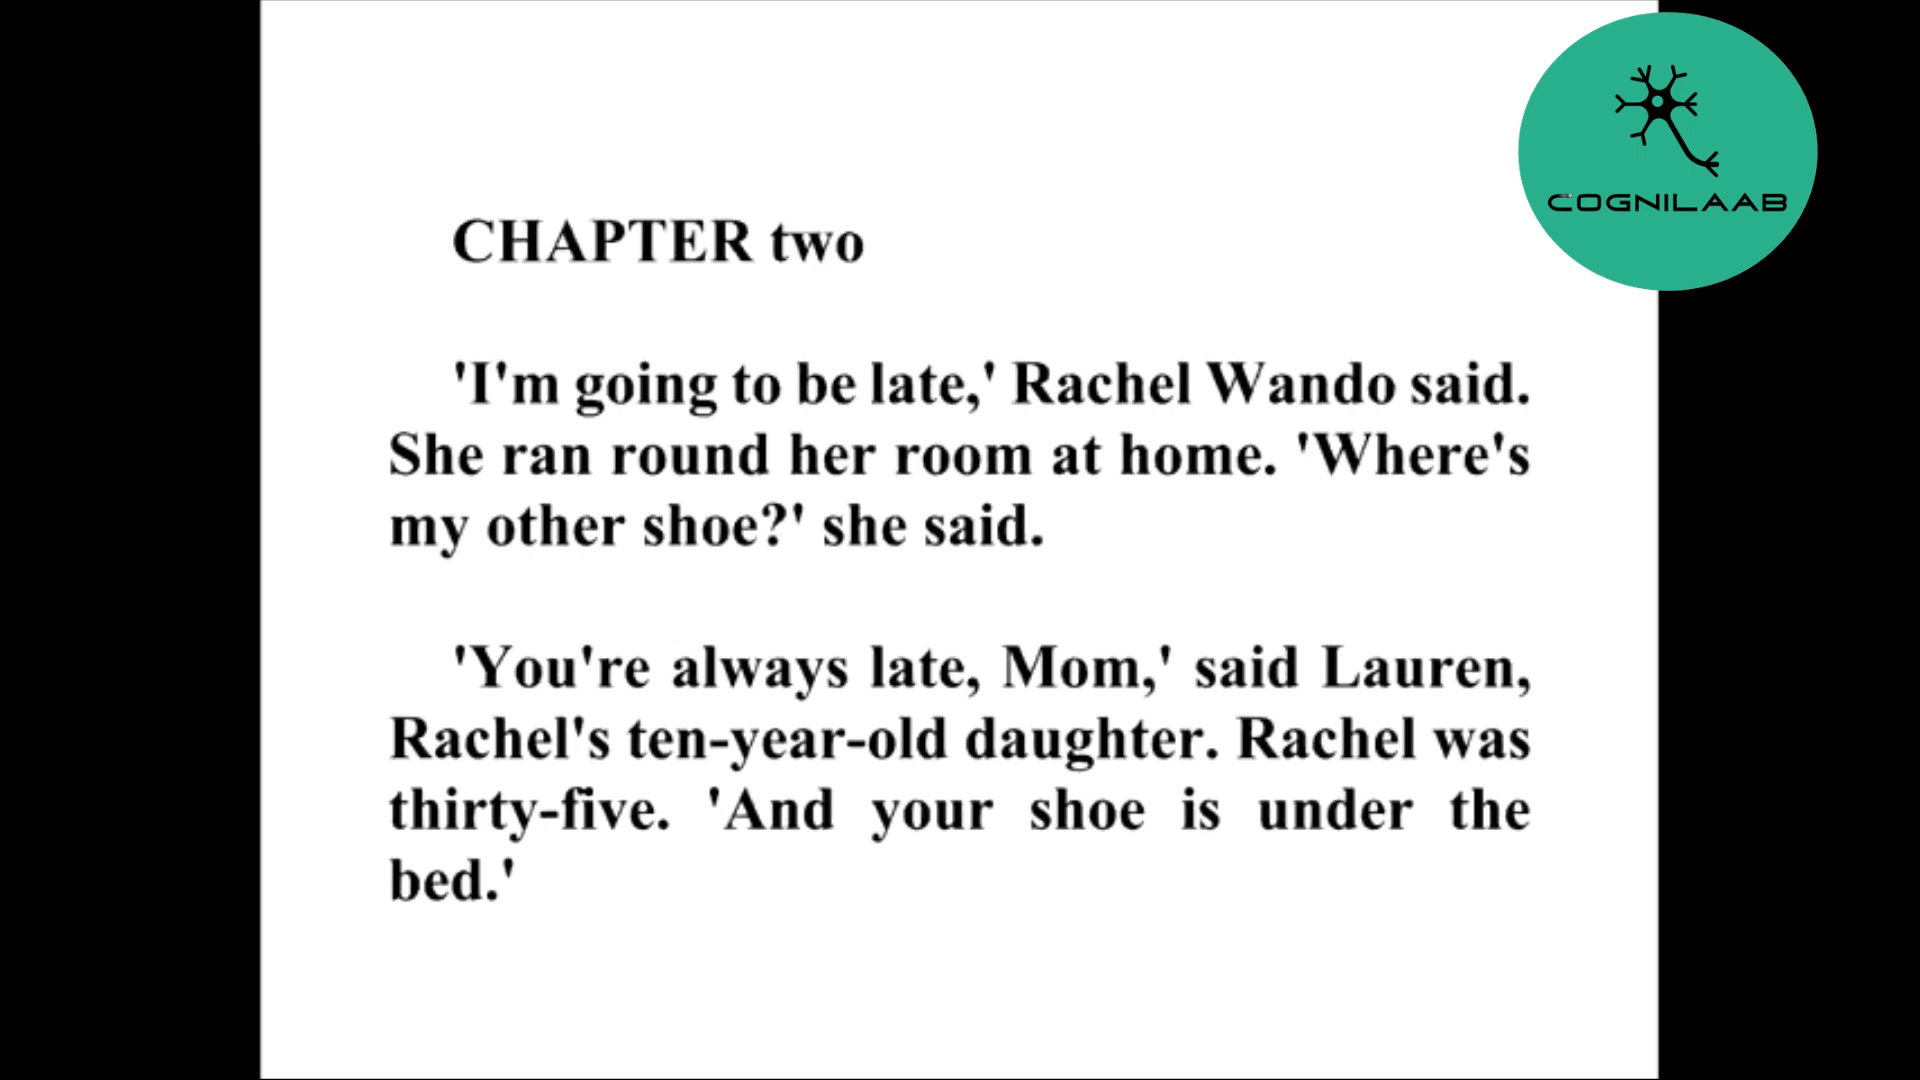 COGNILAAB
CHAPTER two
'I'm going to be late,' Rachel Wando said.
She ran round her room at home. 'Where's
my other shoe?' she said.
'You're always late, Mom,' said Lauren,
Rachel's ten-year-old daughter. Rachel was
thirty-five. 'And your shoe is under the
bed.'